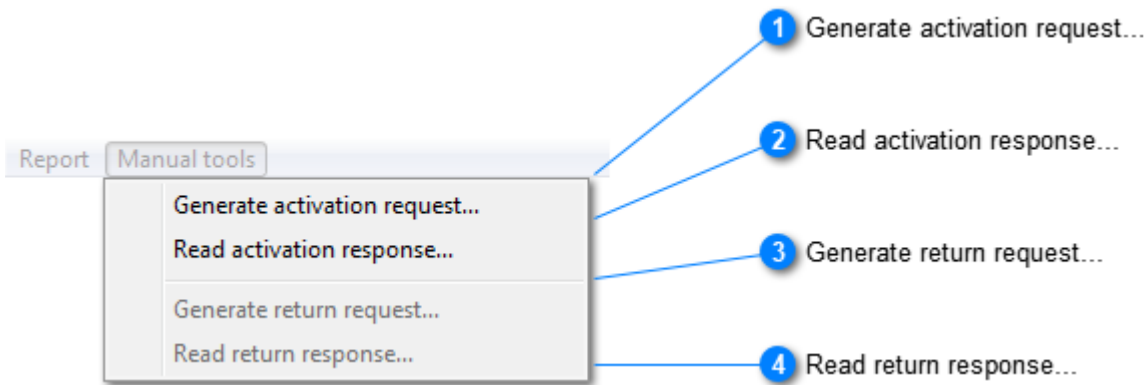 1 Generate activation request...
2 Read activation response...
Report Manual tools
Generate activation request...
Read activation response...
3 Generate return request...
Generate return request...
Read return response...
4 Read return response...